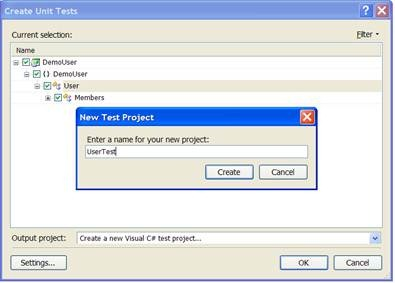 Create Unit Tests
Current selection:
Filter
Name
DemoUser
{} DemoUser
User
Members
New Test Project
Enter a name for your new project:
UserTest
Create
Cancel
Output project:
Create a new Visual C# test project...
Settings...
OK
Cancel